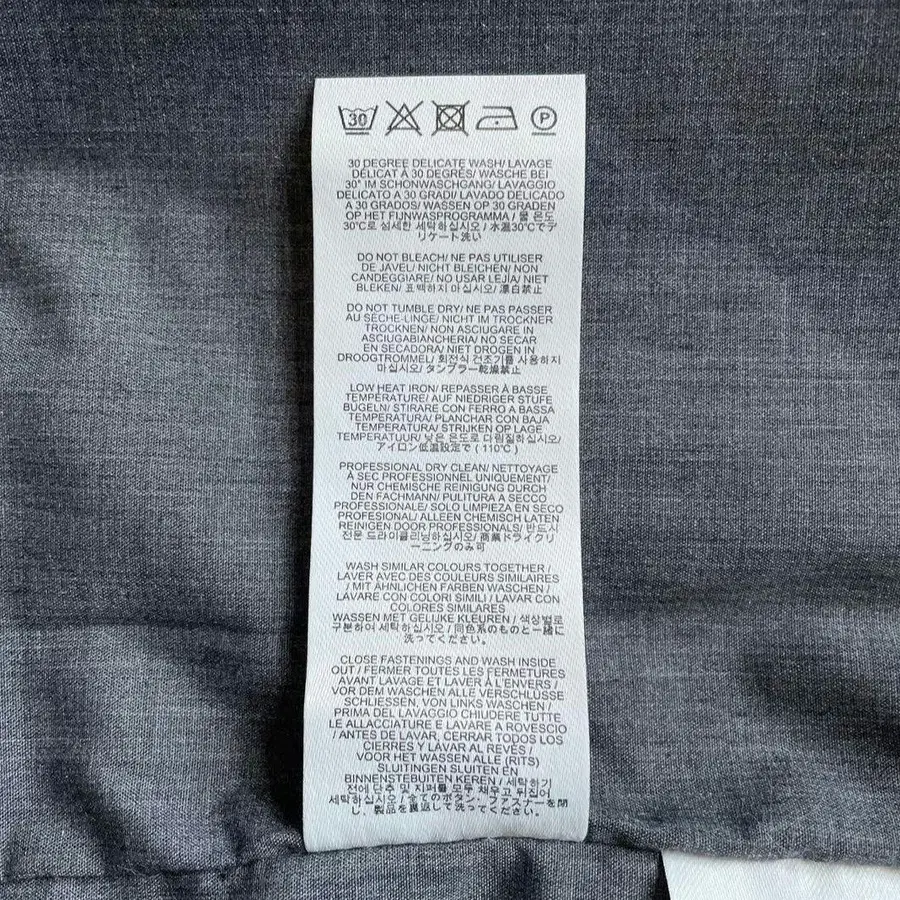 30
P
30 DEGREE DELICATE WASH/ LAVAGE
DÉLICAT À 30 DEGRÉS/ WÄSCHE BEI
30° IM SCHONWASCHGANG/ LAVAGGIO
DELICATO A 30 GRADI/ LAVADO DELICADO
A 30 GRADOS/ WASSEN OP 30 GRADEN
OP HET FIJNWASPROGRAMMA / 물 온도
30℃로 섬세한 세탁하십시오 / 水温30℃でデ
リケート洗い
DO NOT BLEACH/ NE PAS UTILISER
DE JAVEL/ NICHT BLEICHEN/ NON
CANDEGGIARE/ NO USAR LEJÍA/ NIET
BLEKEN/ 표백하지 마십시오/ 漂白禁止
DO NOT TUMBLE DRY/ NE PAS PASSER
AU SÈCHE-LINGE/ NICHT IM TROCKNER
TROCKNEN/ NON ASCIUGARE IN
ASCIUGABIANCHERIA/ NO SECAR
EN SECADORA/ NIET DROGEN IN
DROOGTROMMEL/ 회전식 건조기를 사용하지
마십시오/ タンブラー乾燥禁止
LOW HEAT IRON/ REPASSER À BASSE
TEMPÉRATURE/ AUF NIEDRIGER STUFE
BÜGELN/ STIRARE CON FERRO A BASSA
TEMPERATURA/ PLANCHAR CON BAJA
TEMPERATURA/ STRIJKEN OP LAGE
TEMPERATUUR/ 낮은 온도로 다림질하십시오/
アイロン低温設定で ( 110℃)
PROFESSIONAL DRY CLEAN/ NETTOYAGE
À SEC PROFESSIONNEL UNIQUEMENT/
NUR CHEMISCHE REINIGUNG DURCH
DEN FACHMANN/ PULITURA A SECCO
PROFESIONALE/ SOLO LIMPIEZA EN SECO
PROFESIONAL/ ALLEEN CHEMISCH LATEN
REINIGEN DOOR PROFESSIONALS/ 반드시
전문 드라이클리닝하십시오/ 商業ドライクリ
ーニングのみ可
WASH SIMILAR COLOURS TOGETHER /
LAVER AVEC DES COULEURS SIMILAIRES
/ MIT ÄHNLICHEN FARBEN WASCHEN /
LAVARE CON COLORI SIMILI / LAVAR CON
COLORES SIMILARES
WASSEN MET GELIJKE KLEUREN / 색상별로
구분하여 세탁하십시오 / 同色系のものと一緒に
洗ってください。
CLOSE FASTENINGS AND WASH INSIDE
OUT / FERMER TOUTES LES FERMETURES
AVANT LAVAGE ET LAVER À L'ENVERS /
VOR DEM WASCHEN ALLE VERSCHLÜSSE
SCHLIESSEN, VON LINKS WASCHEN /
PRIMA DEL LAVAGGIO CHIUDERE TUTTE
LE ALLACCIATURE E LAVARE A ROVESCIO
/ ANTES DE LAVAR, CERRAR TODOS LOS
CIERRES Y LAVAR AL REVÉS /
VOOR HET WASSEN ALLE (RITS)
SLUITINGEN SLUITEN EN
BINNENSTEBUITEN KEREN / 세탁하기
전에 단추 및 지퍼를 모두 채우고 뒤집어
세탁하십시오 / 全てのボタン・ファスナーを閉
し、製品を裏返して洗ってください。